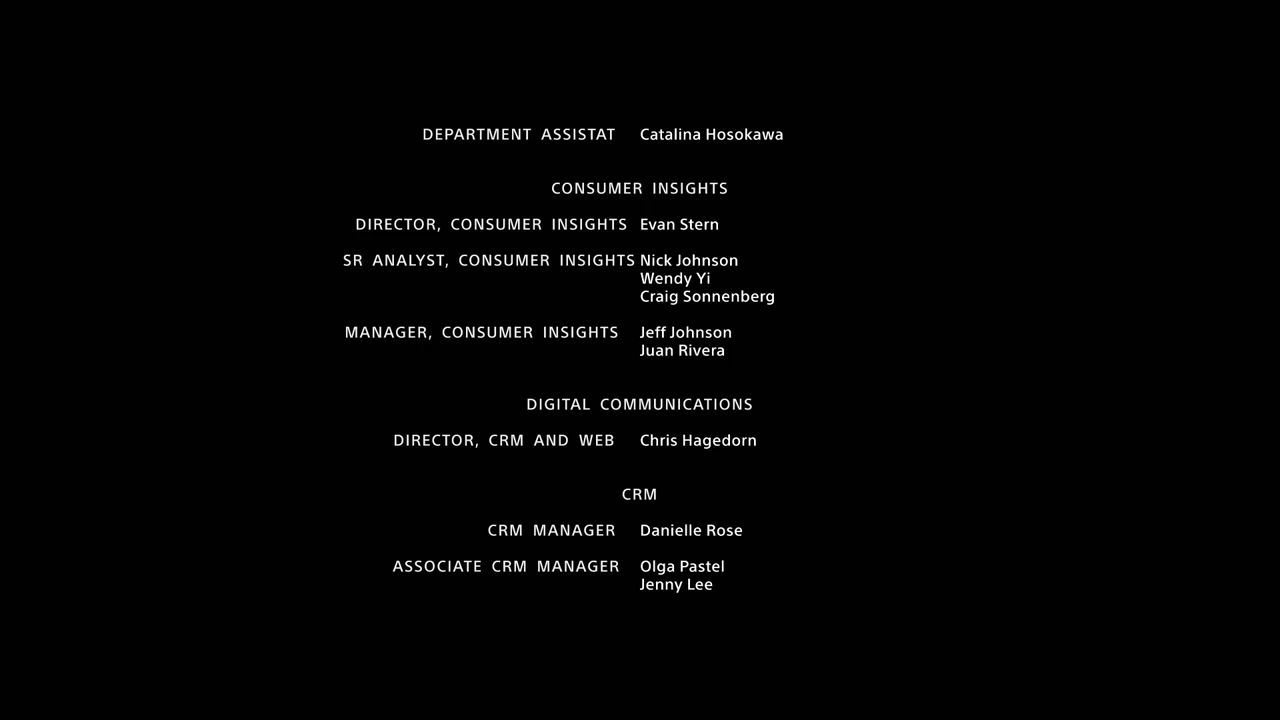 DEPARTMENT ASSISTAT Catalina Hosokawa
CONSUMER INSIGHTS
DIRECTOR, CONSUMER INSIGHTS Evan Stern
SR ANALYST, CONSUMER INSIGHTS Nick Johnson
Wendy Yi
Craig Sonnenberg
MANAGER, CONSUMER INSIGHTS Jeff Johnson
Juan Rivera
DIGITAL COMMUNICATIONS
DIRECTOR, CRM AND WEB Chris Hagedorn
CRM
CRM MANAGER Danielle Rose
ASSOCIATE CRM MANAGER Olga Pastel
Jenny Lee